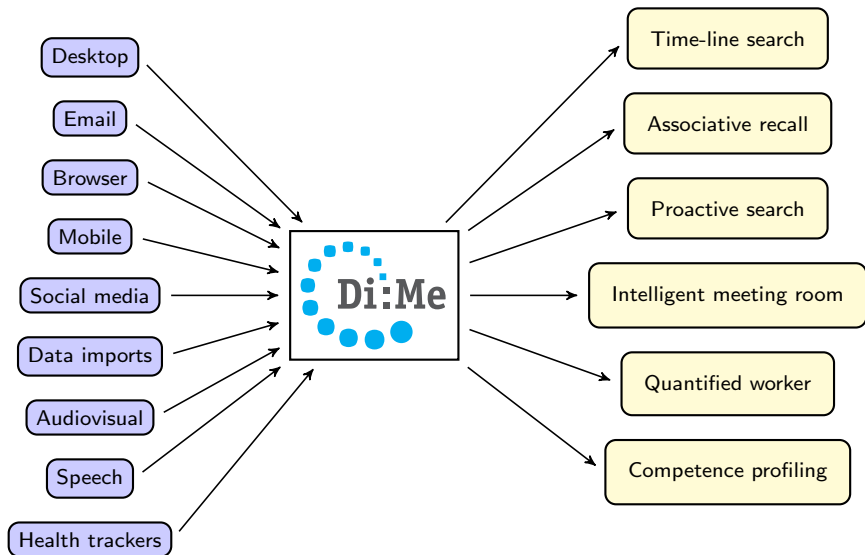 Desktop
Email
Browser
Mobile
Social media
Data imports
Audiovisual
Speech
Health trackers
Di:Me
Time-line search
Associative recall
Proactive search
Intelligent meeting room
Quantified worker
Competence profiling